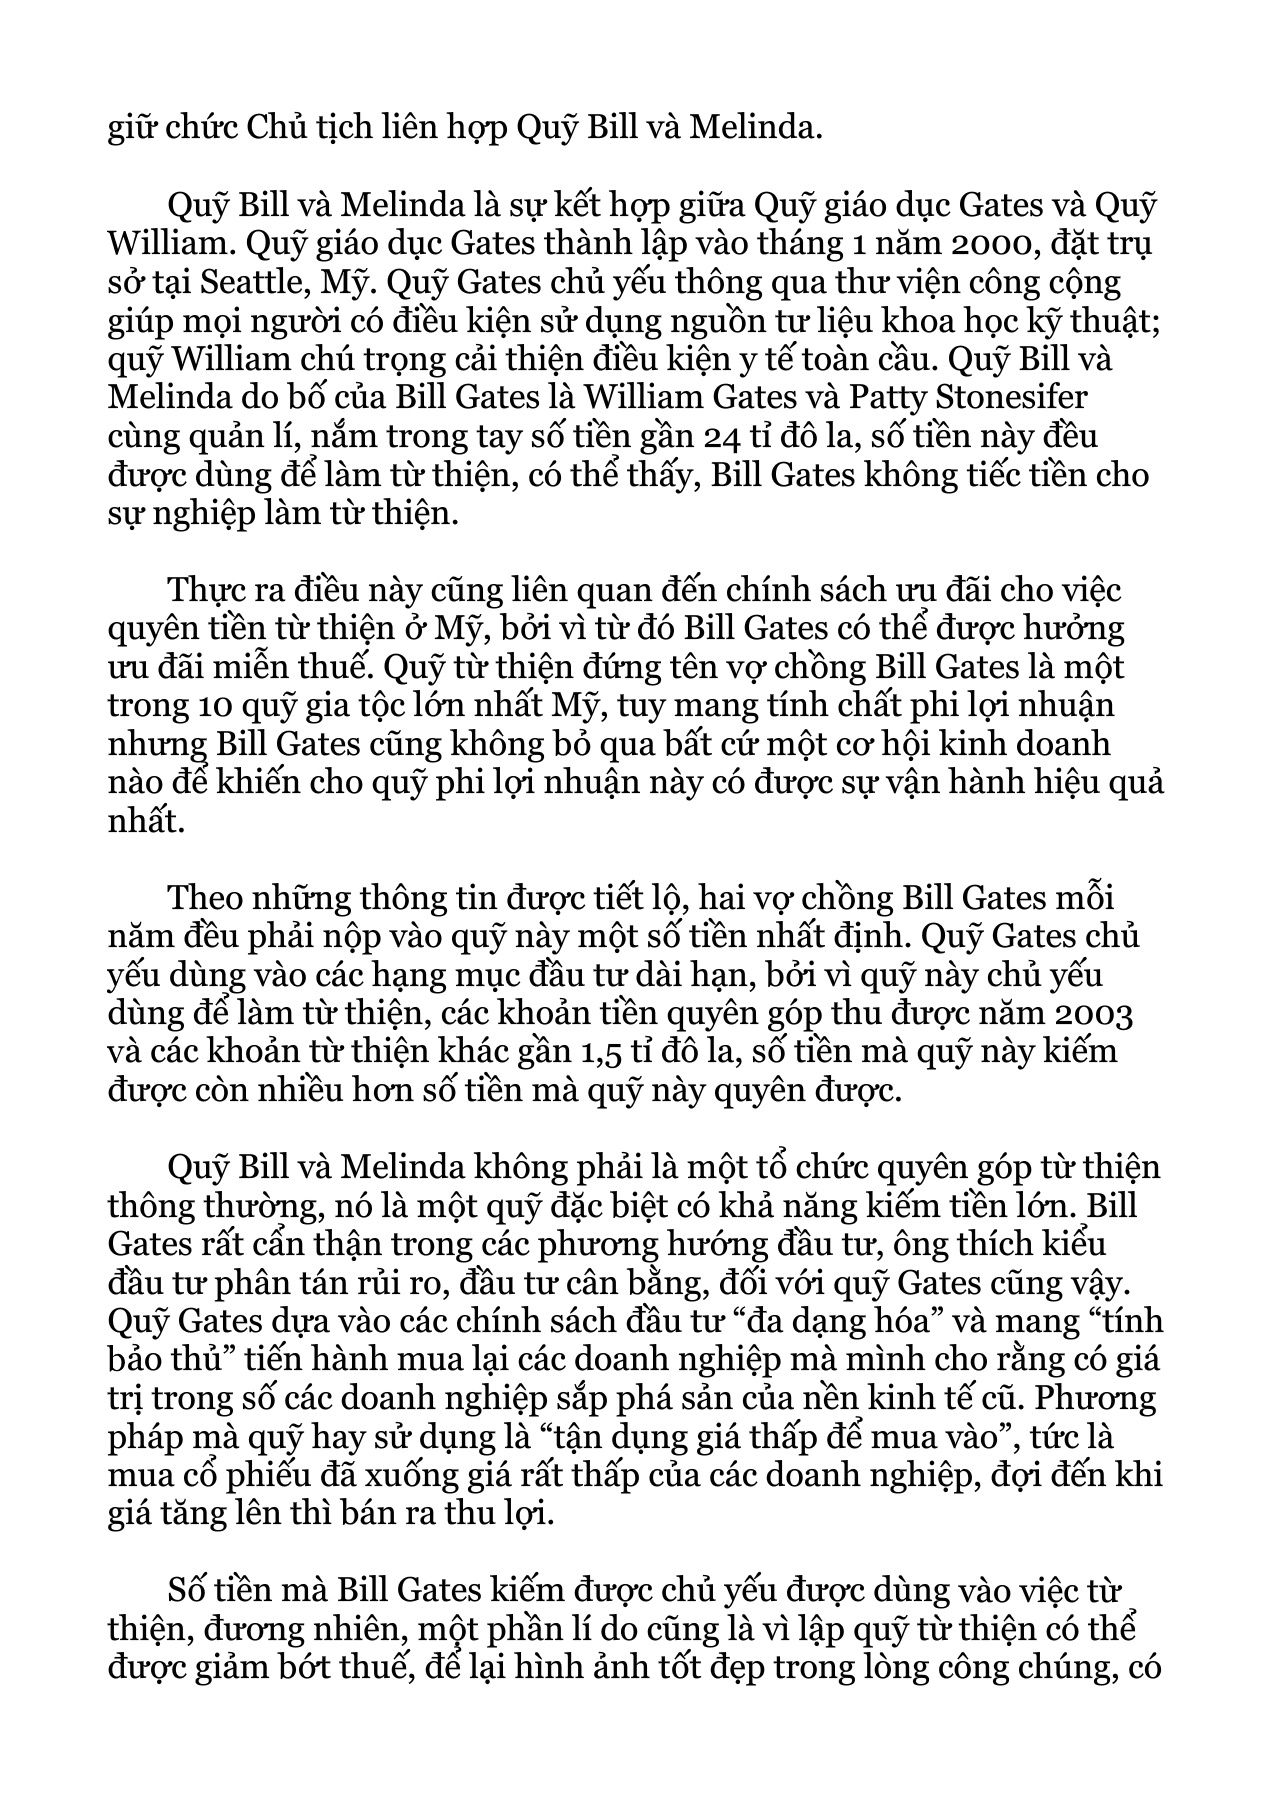 giữ chức Chủ tịch liên hợp Quỹ Bill và Melinda.
Quỹ Bill và Melinda là sự kết hợp giữa Quỹ giáo dục Gates và Quỹ
William. Quỹ giáo dục Gates thành lập vào tháng 1 năm 2000, đặt trụ
sở tại Seattle, Mỹ. Quỹ Gates chủ yếu thông qua thư viện công cộng
giúp mọi người có điều kiện sử dụng nguồn tư liệu khoa học kỹ thuật;
quỹ William chú trọng cải thiện điều kiện y tế toàn cầu. Quỹ Bill và
Melinda do bố của Bill Gates là William Gates và Patty Stonesifer
cùng quản lí, nắm trong tay số tiền gần 24 tỉ đô la, số tiền này đều
được dùng để làm từ thiện, có thể thấy, Bill Gates không tiếc tiền cho
sự nghiệp làm từ thiện.
Thực ra điều này cũng liên quan đến chính sách ưu đãi cho việc
quyên tiền từ thiện ở Mỹ, bởi vì từ đó Bill Gates có thể được hưởng
ưu đãi miễn thuế. Quỹ từ thiện đứng tên vợ chồng Bill Gates là một
trong 10 quỹ gia tộc lớn nhất Mỹ, tuy mang tính chất phi lợi nhuận
nhưng Bill Gates cũng không bỏ qua bất cứ một cơ hội kinh doanh
nào để khiến cho quỹ phi lợi nhuận này có được sự vận hành hiệu quả
nhất.
Theo những thông tin được tiết lộ, hai vợ chồng Bill Gates mỗi
năm đều phải nộp vào quỹ này một số tiền nhất định. Quỹ Gates chủ
yếu dùng vào các hạng mục đầu tư dài hạn, bởi vì quỹ này chủ yếu
dùng để làm từ thiện, các khoản tiền quyên góp thu được năm 2003
và các khoản từ thiện khác gần 1,5 tỉ đô la, số tiền mà quỹ này kiếm
được còn nhiều hơn số tiền mà quỹ này quyên được.
Quỹ Bill và Melinda không phải là một tổ chức quyên góp từ thiện
thông thường, nó là một quỹ đặc biệt có khả năng kiếm tiền lớn. Bill
Gates rất cẩn thận trong các phương hướng đầu tư, ông thích kiểu
đầu tư phân tán rủi ro, đầu tư cân bằng, đối với quỹ Gates cũng vậy.
Quỹ Gates dựa vào các chính sách đầu tư “đa dạng hóa” và mang “tính
bảo thủ” tiến hành mua lại các doanh nghiệp mà mình cho rằng có giá
trị trong số các doanh nghiệp sắp phá sản của nền kinh tế cũ. Phương
pháp mà quỹ hay sử dụng là “tận dụng giá thấp để mua vào”, tức là
mua cổ phiếu đã xuống giá rất thấp của các doanh nghiệp, đợi đến khi
giá tăng lên thì bán ra thu lợi.
Số tiền mà Bill Gates kiếm được chủ yếu được dùng vào việc từ
thiện, đương nhiên, một phần lí do cũng là vì lập quỹ từ thiện có thể
được giảm bớt thuế, để lại hình ảnh tốt đẹp trong lòng công chúng, có